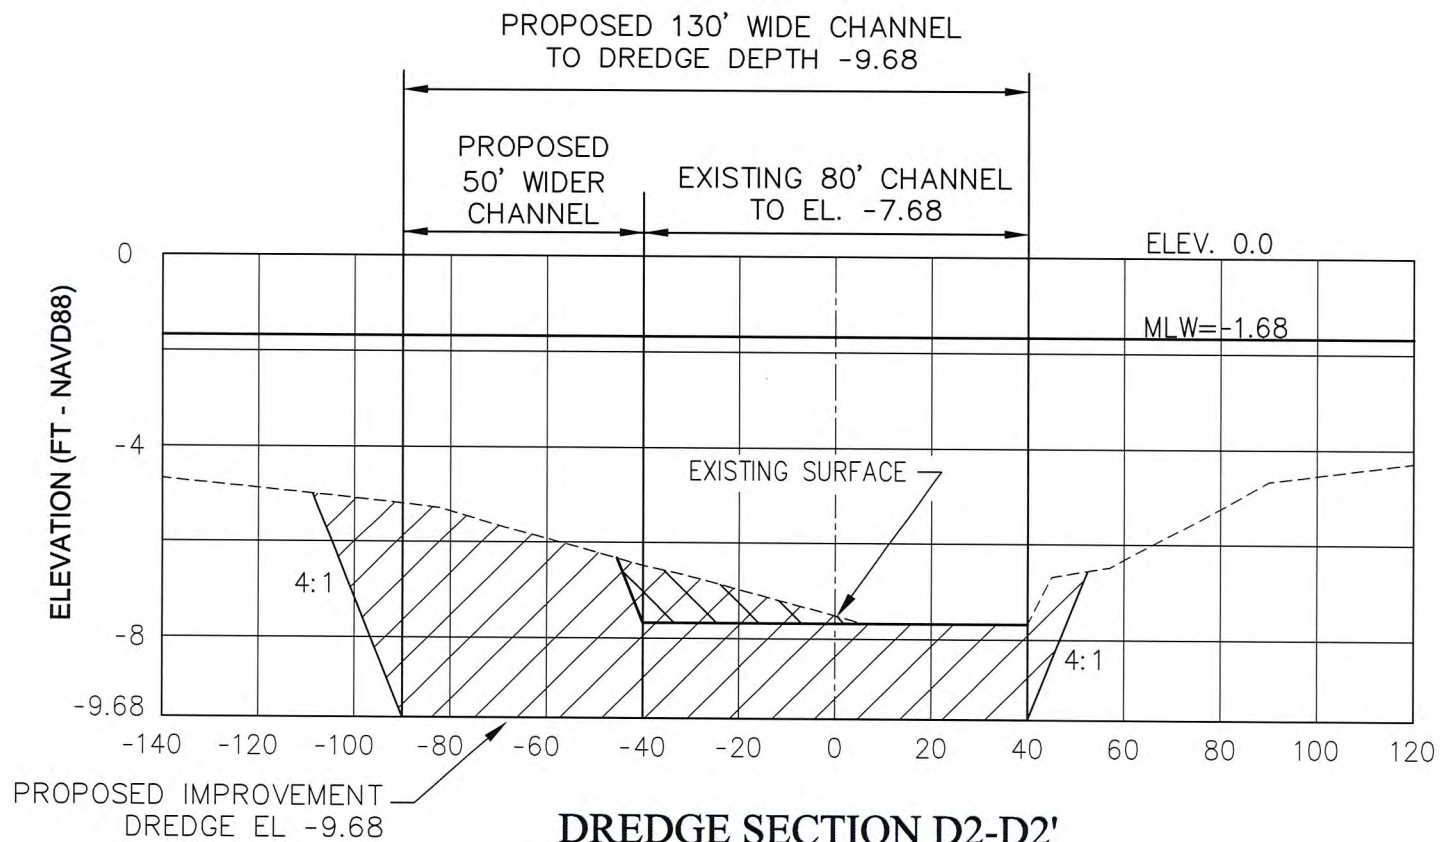 PROPOSED 130' WIDE CHANNEL
TO DREDGE DEPTH -9.68
PROPOSED
50' WIDER
CHANNEL
EXISTING 80' CHANNEL
TO EL. -7.68
ELEV. 0.0
MLW=-1.68
ELEVATION (FT - NAVD88)
0
-4
-8
-9.68
EXISTING SURFACE
4:1
4:1
-140 -120 -100 -80 -60 -40 -20 0 20 40 60 80 100 120
PROPOSED IMPROVEMENT
DREDGE EL -9.68
DREDGE SECTION D2-D2'